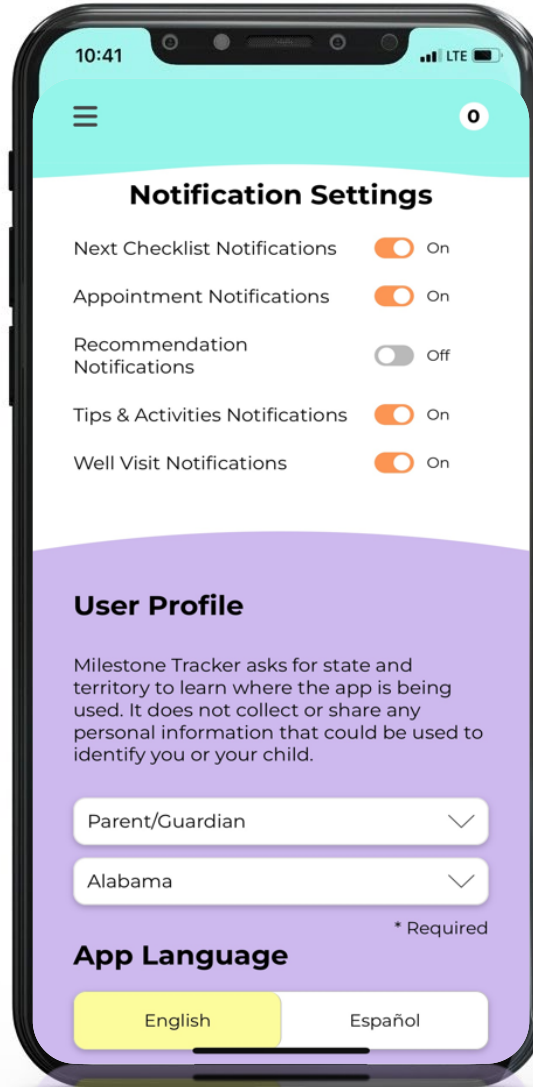 10:41
LTE
0
Notification Settings
Next Checklist Notifications
On
Appointment Notifications
On
Recommendation
Notifications
Off
Tips & Activities Notifications
On
Well Visit Notifications
On
User Profile
Milestone Tracker asks for state and
territory to learn where the app is being
used. It does not collect or share any
personal information that could be used to
identify you or your child.
Parent/Guardian
Alabama
* Required
App Language
English
Español